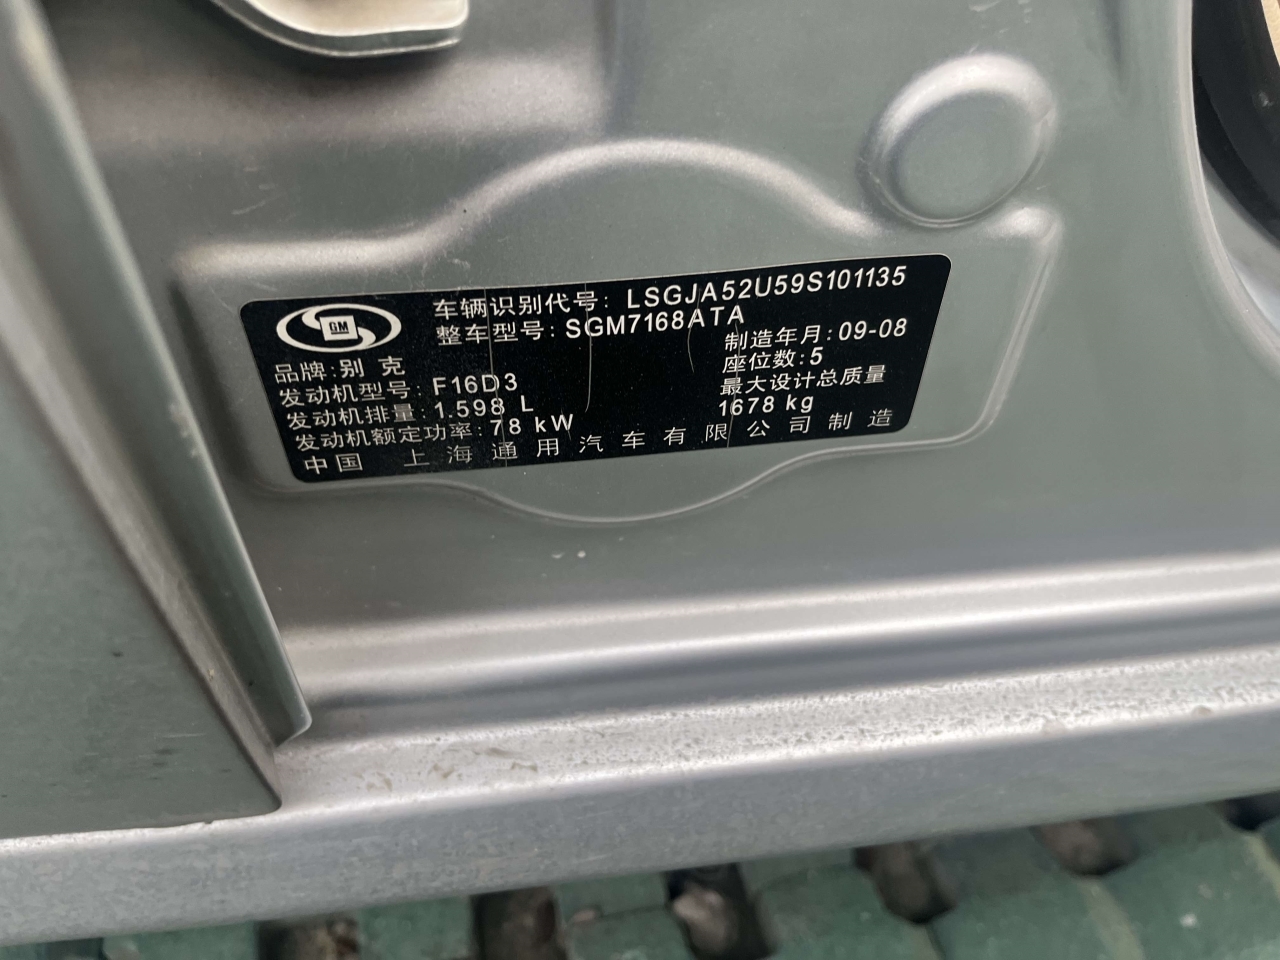 GM
车辆识别代号: LSGJA52U59S101135
整车型号: SGM7168ATA
制造年月: 09-08
品牌: 别克
座位数: 5
发动机型号: F16D3
最大设计总质量
发动机排量: 1.598 L
1678 kg
发动机额定功率: 78 kW
中国 上海通用汽车有限公司制造